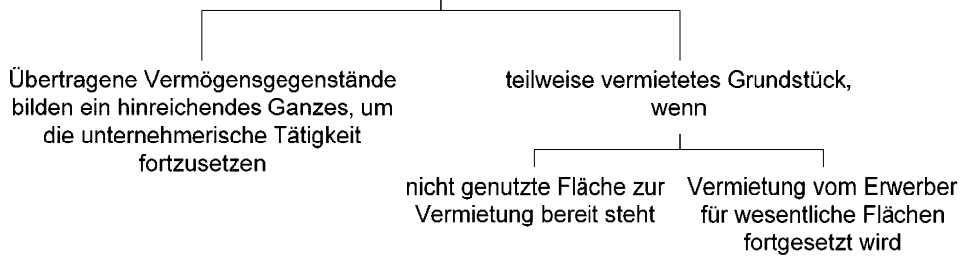 Übertragene Vermögensgegenstände
bilden ein hinreichendes Ganzes, um
die unternehmerische Tätigkeit
fortzusetzen
teilweise vermietetes Grundstück,
wenn
nicht genutzte Fläche zur
Vermietung bereit steht
Vermietung vom Erwerber
für wesentliche Flächen
fortgesetzt wird